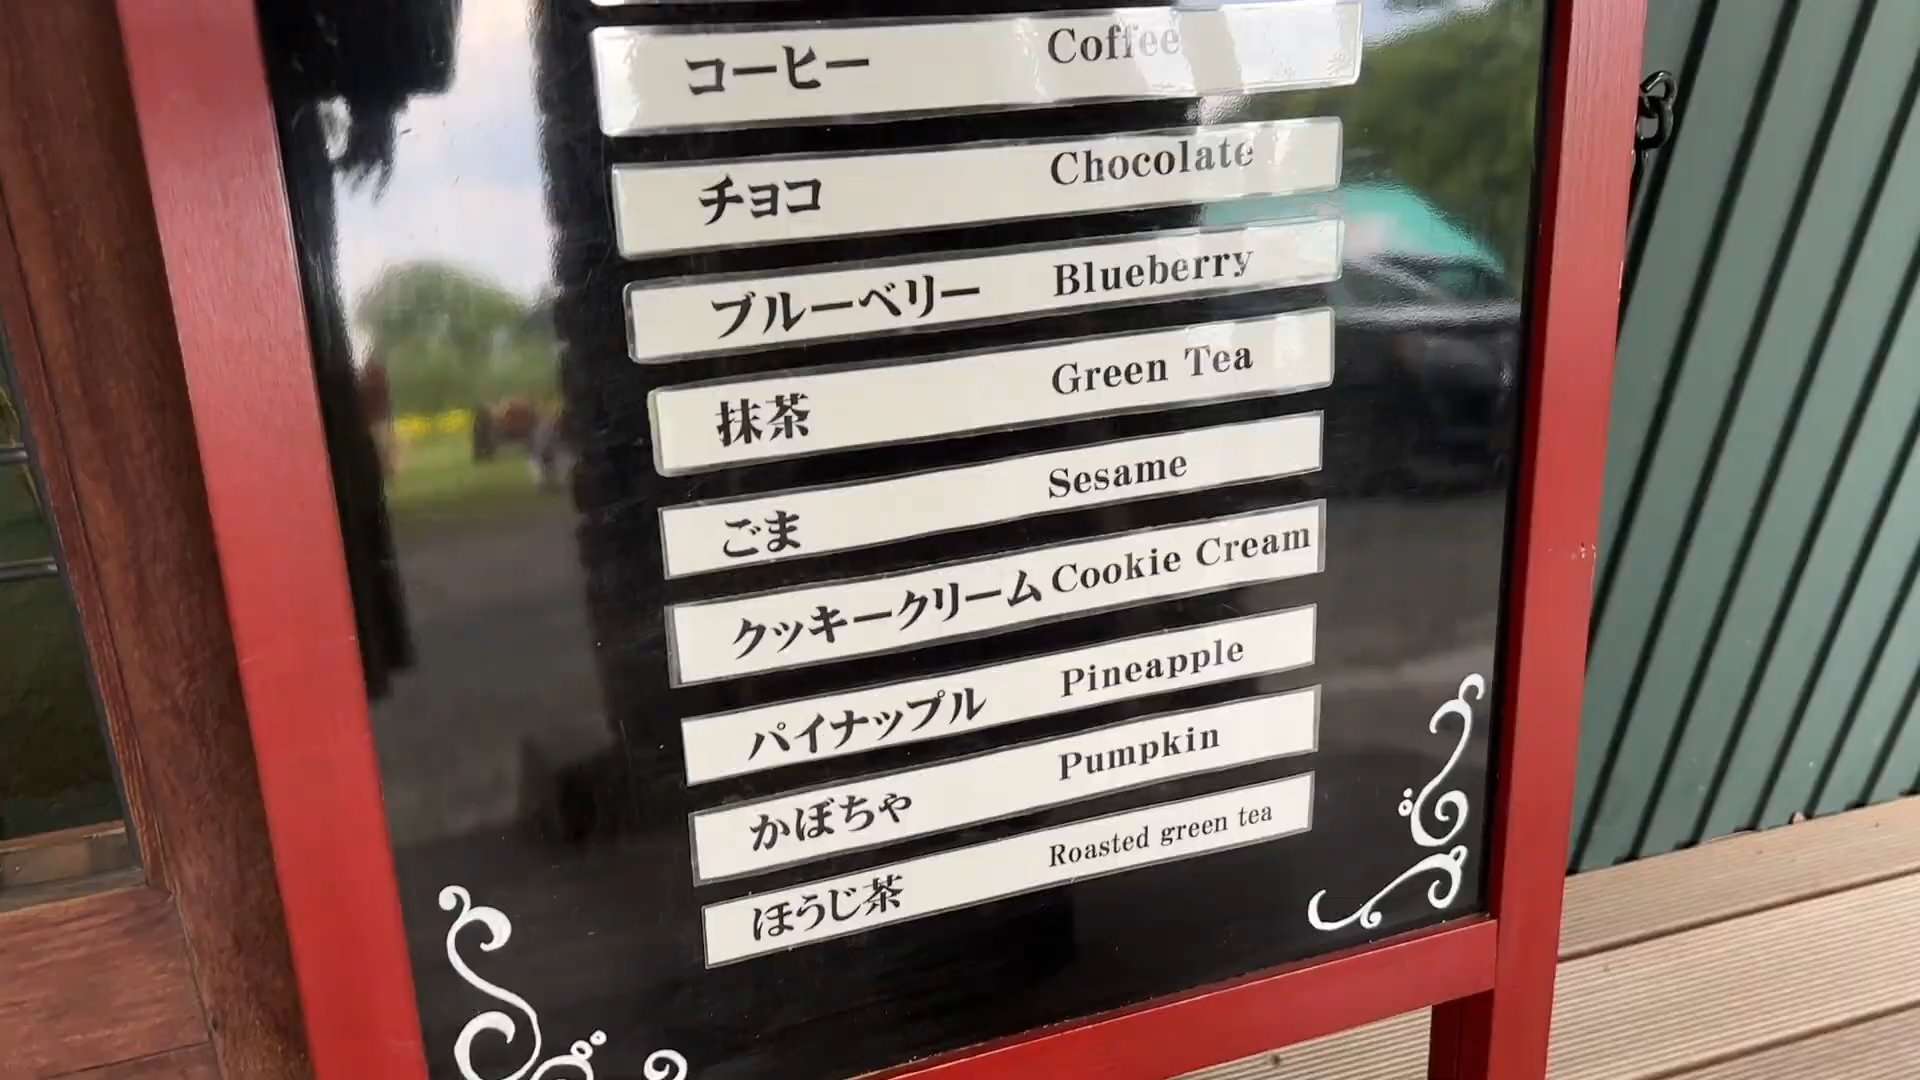 コーヒー Coffee
チョコ Chocolate
ブルーベリー Blueberry
抹茶 Green Tea
ごま Sesame
クッキークリーム Cookie Cream
パイナップル Pineapple
かぼちゃ Pumpkin
ほうじ茶 Roasted green tea